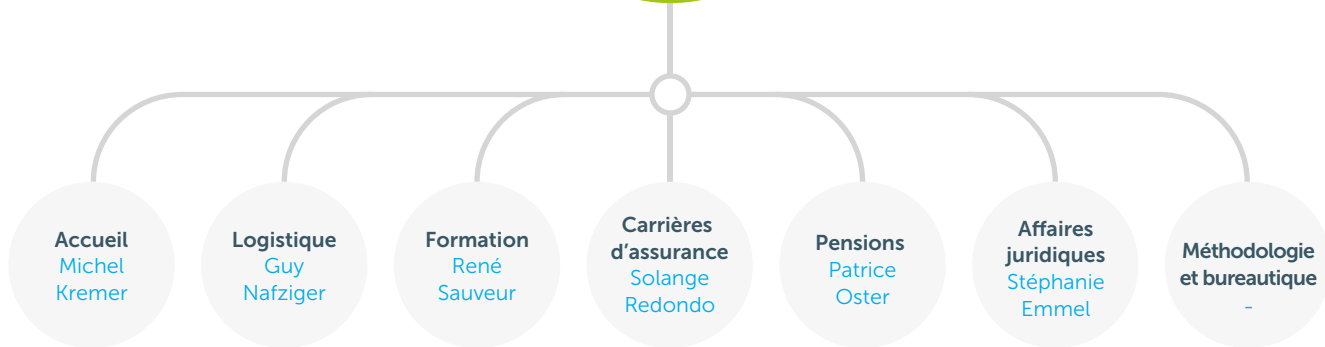 Accueil
Michel
Kremer
Logistique
Guy
Nafziger
Formation
René
Sauveur
Carrières
d’assurance
Solange
Redondo
Pensions
Patrice
Oster
Affaires
juridiques
Stéphanie
Emmel
Méthodologie
et bureautique
-